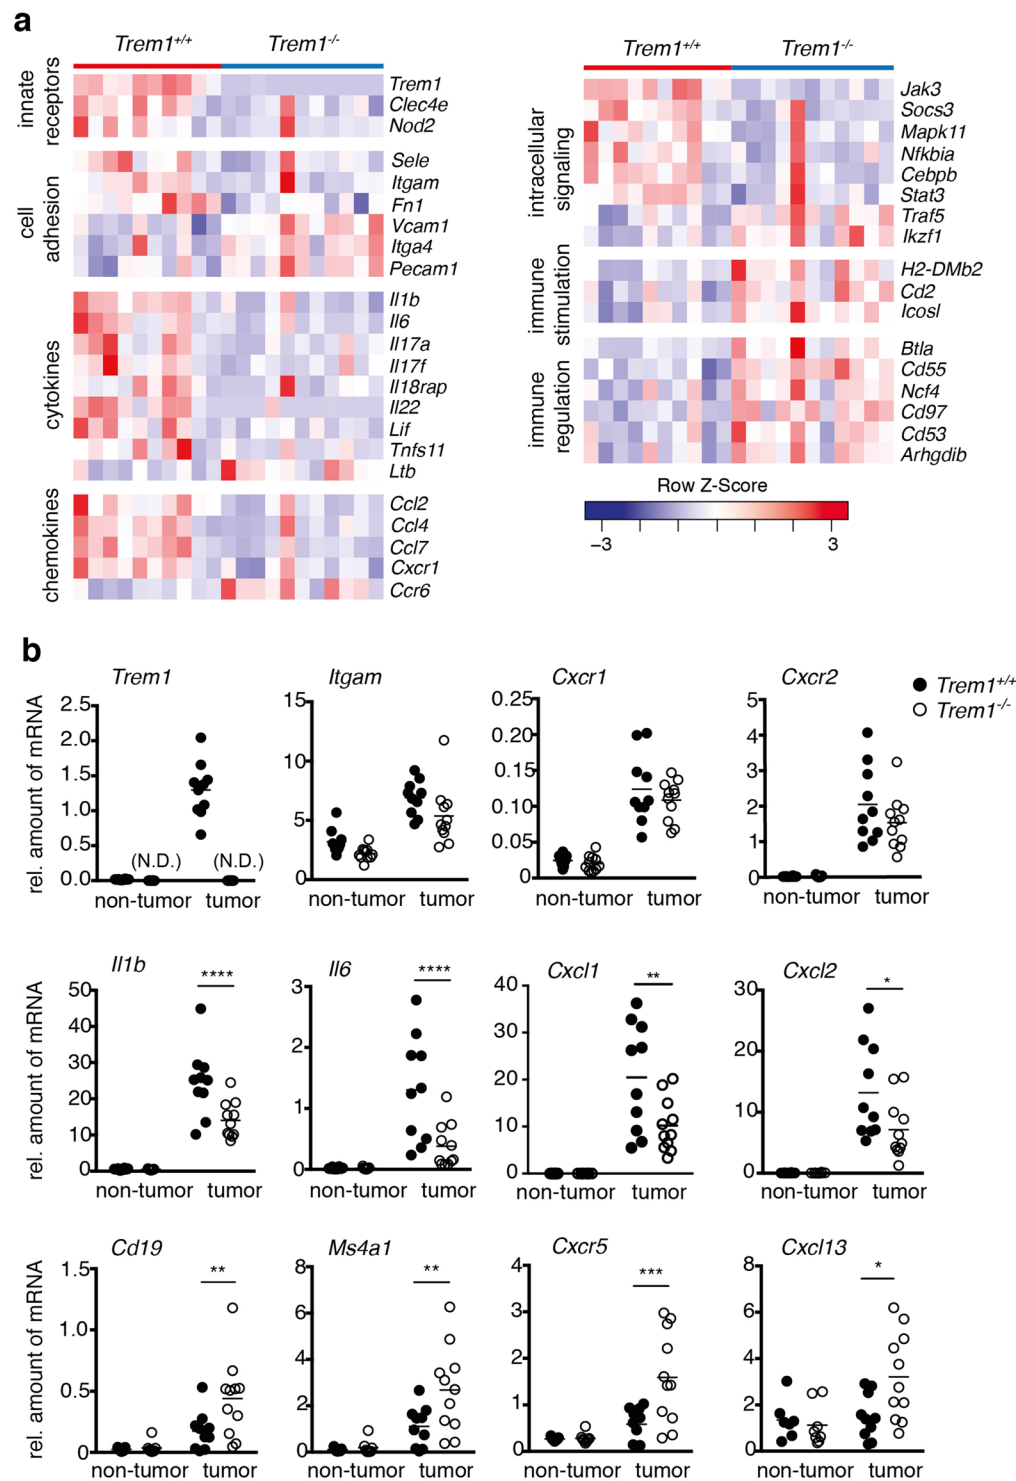 a
Trem1+/+ Trem1-/-
innate receptors
Trem1
Clec4e
Nod2
cell adhesion
Sele
Itgam
Fn1
Vcam1
Itga4
Pecam1
cytokines
Il1b
Il6
Il17a
Il17f
Il18rap
Il22
Lif
Tnfs11
Ltb
chemokines
Ccl2
Ccl4
Ccl7
Cxcr1
Ccr6
Trem1+/+ Trem1-/-
intracellular signaling
Jak3
Socs3
Mapk11
Nfkbia
Cebpb
Stat3
Traf5
Ikzf1
immune stimulation
H2-DMb2
Cd2
Icosl
immune regulation
Btla
Cd55
Ncf4
Cd97
Cd53
Arhgdib
Row Z-Score
−3 3
b
Trem1
rel. amount of mRNA
2.5
2.0
1.5
1.0
0.5
0.0
(N.D.) (N.D.)
non-tumor tumor
Itgam
15
10
5
0
non-tumor tumor
Cxcr1
0.25
0.20
0.15
0.10
0.05
0
non-tumor tumor
Cxcr2
5
4
3
2
1
0
non-tumor tumor
Trem1+/+
Trem1-/-
Il1b
rel. amount of mRNA
50
40
30
20
10
0
****
non-tumor tumor
Il6
3
2
1
0
****
non-tumor tumor
Cxcl1
40
30
20
10
0
**
non-tumor tumor
Cxcl2
30
20
10
0
*
non-tumor tumor
Cd19
rel. amount of mRNA
1.5
1.0
0.5
0
**
non-tumor tumor
Ms4a1
8
6
4
2
0
**
non-tumor tumor
Cxcr5
4
3
2
1
0
***
non-tumor tumor
Cxcl13
8
6
4
2
0
*
non-tumor tumor